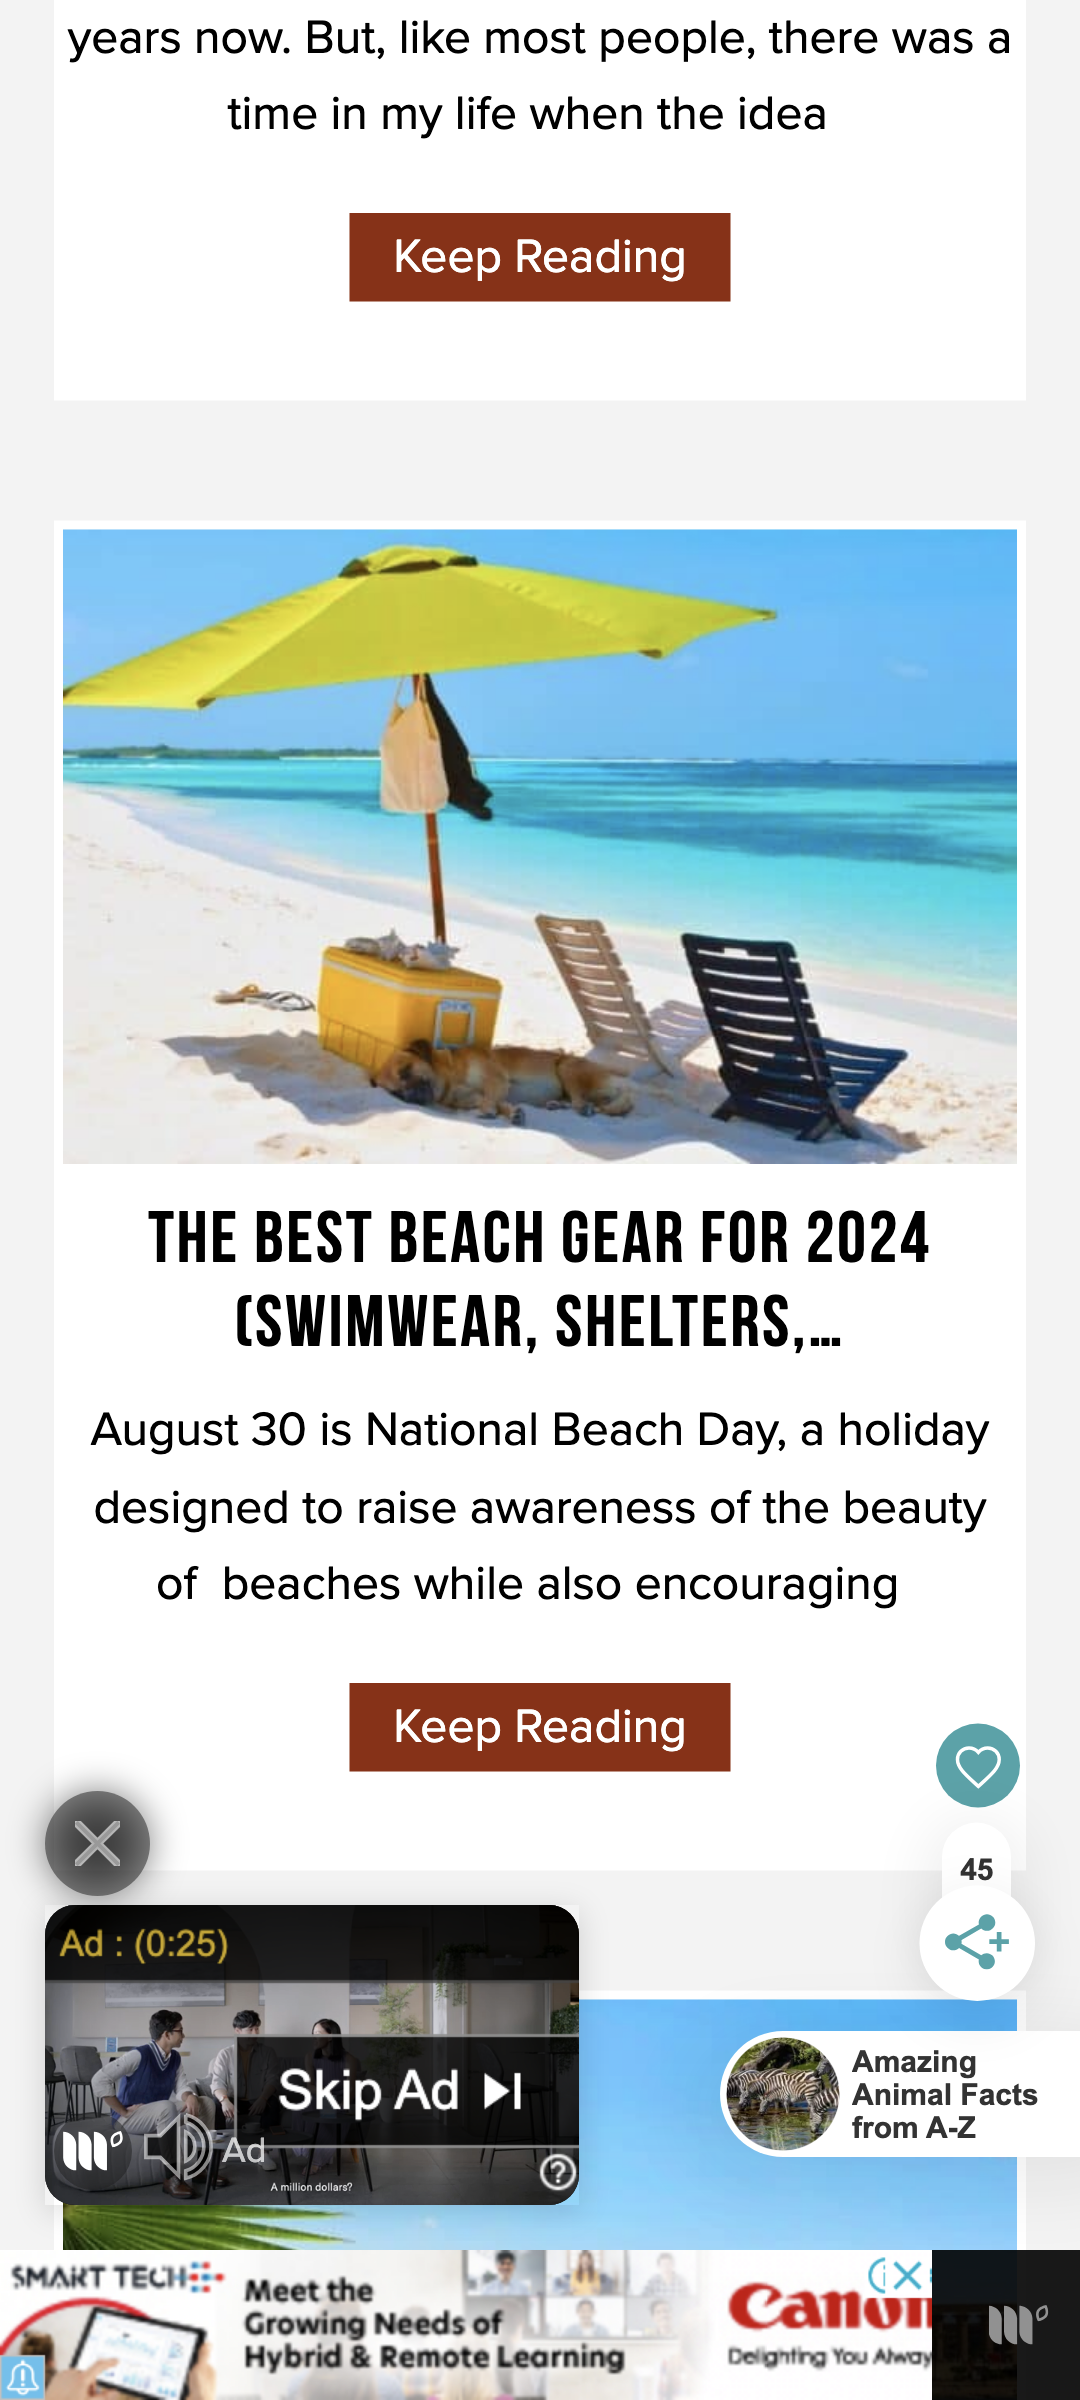 years now. But, like most people, there was a
time in my life when the idea
Keep Reading
THE BEST BEACH GEAR FOR 2024
(SWIMWEAR, SHELTERS,...
August 30 is National Beach Day, a holiday
designed to raise awareness of the beauty
of  beaches while also encouraging
Keep Reading
45
Ad : (0:25)
Skip Ad
Ad
A million dollars?
Amazing
Animal Facts
from A-Z
SMART TECH
Meet the
Growing Needs of
Hybrid & Remote Learning
Canon
Delighting You Alway